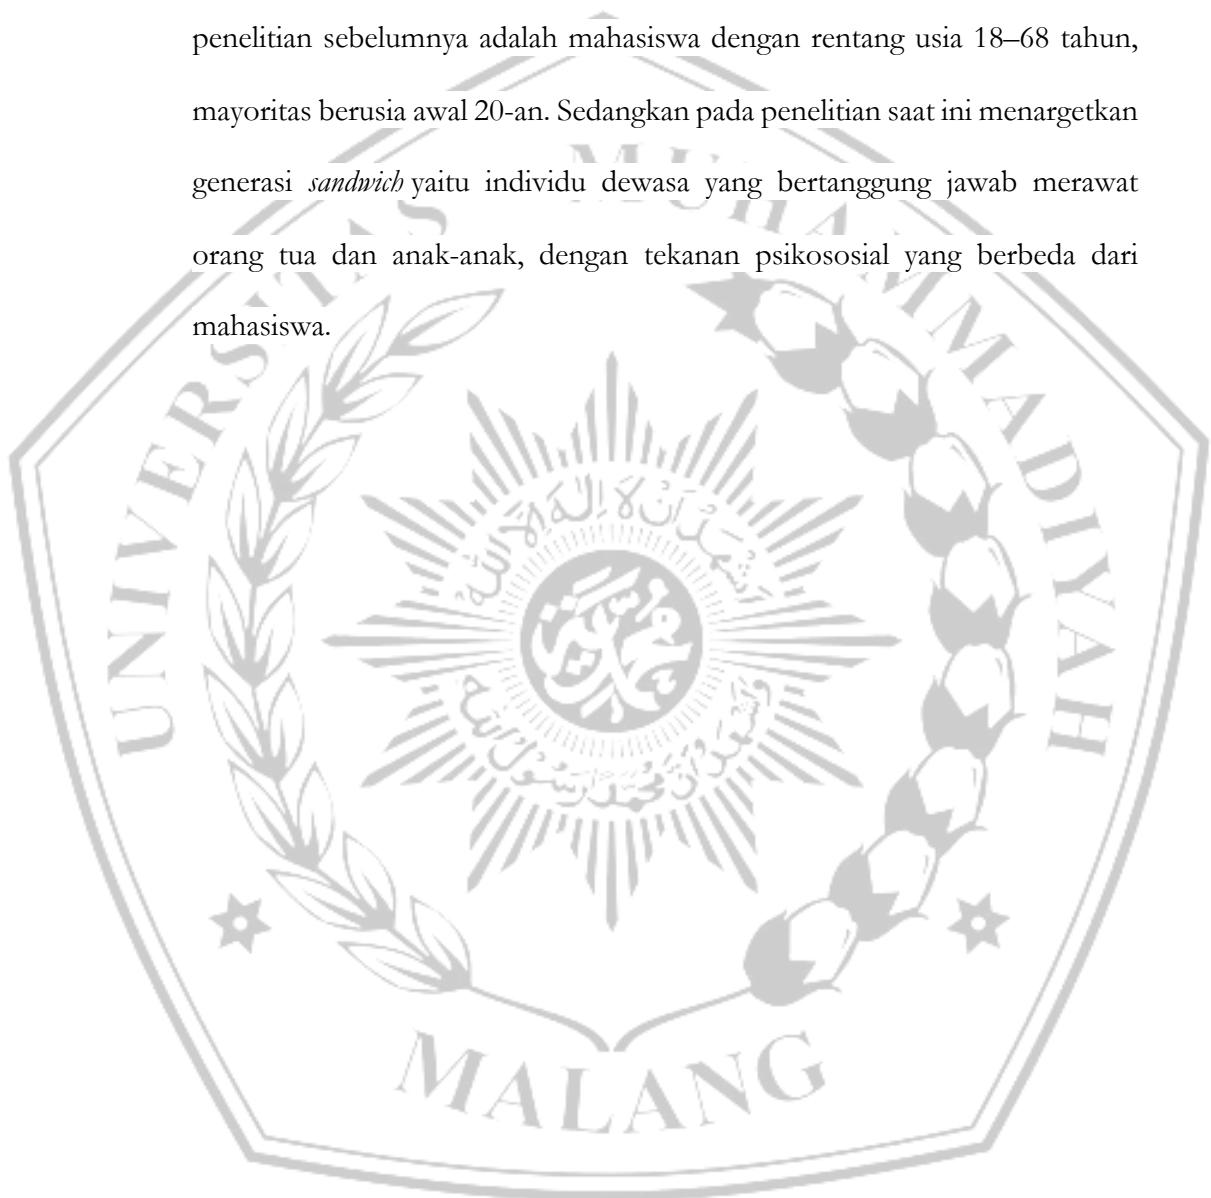 penelitian sebelumnya adalah mahasiswa dengan rentang usia 18–68 tahun,
mayoritas berusia awal 20-an. Sedangkan pada penelitian saat ini menargetkan
generasi sandwich yaitu individu dewasa yang bertanggung jawab merawat
orang tua dan anak-anak, dengan tekanan psikososial yang berbeda dari
mahasiswa.
UNIVERSITAS MUHAMMADIYAH
MALANG